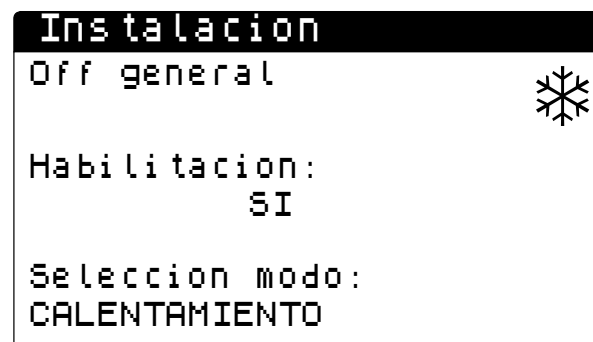 Instalacion
Off general
Habilitacion:
SI
Seleccion modo:
CALENTAMIENTO